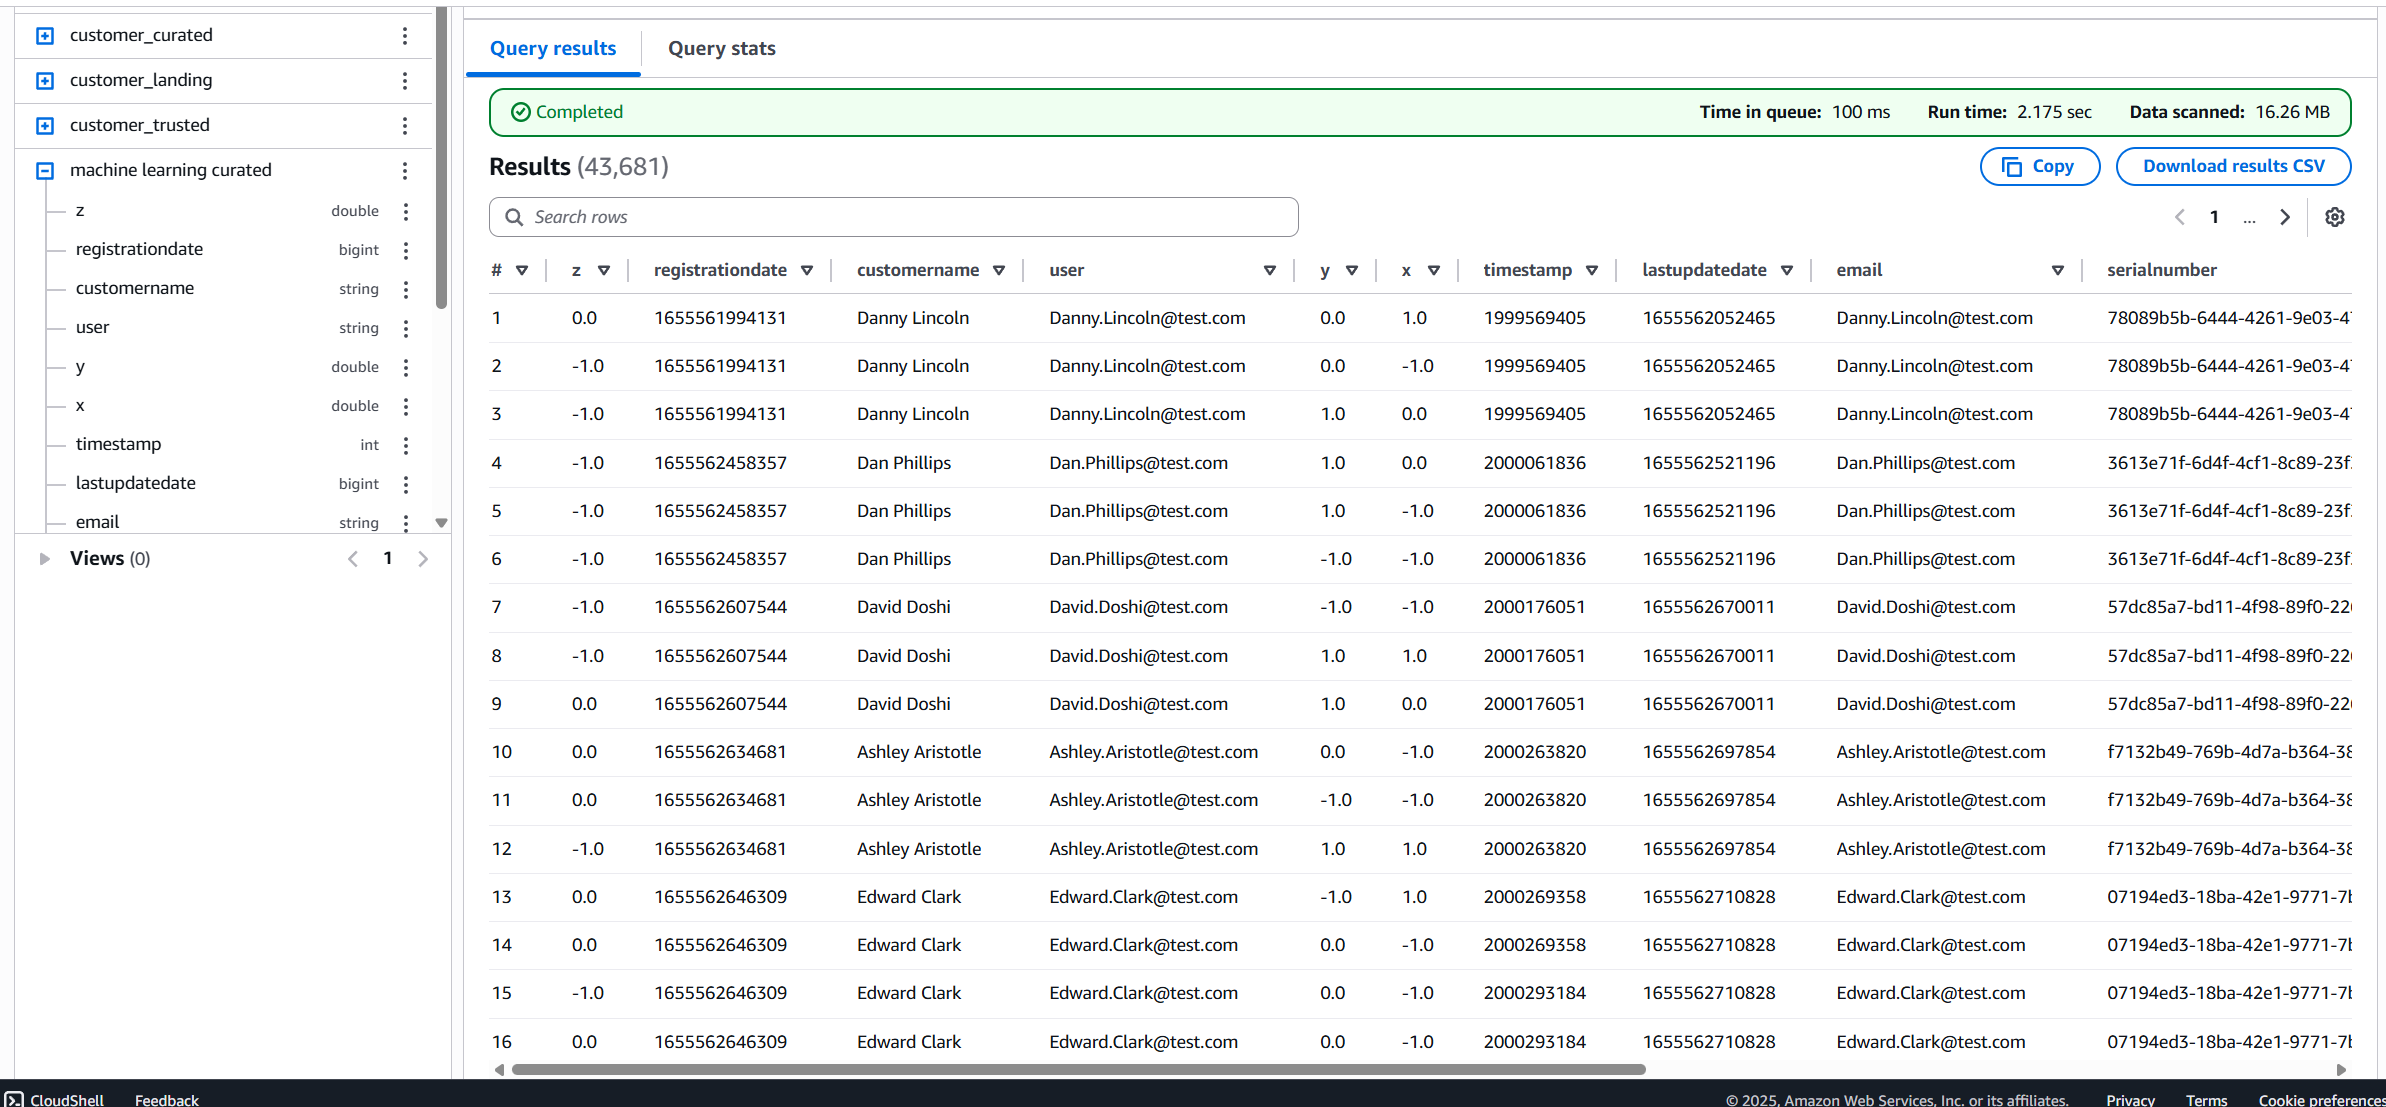 customer_curated
customer_landing
customer_trusted
machine learning curated
z double
registrationdate bigint
customername string
user string
y double
x double
timestamp int
lastupdatedate bigint
email string
Views (0) 1
Query results Query stats
Completed Time in queue: 100 ms Run time: 2.175 sec Data scanned: 16.26 MB
Results (43,681) Copy Download results CSV
Search rows 1 ...
# z registrationdate customername user y x timestamp lastupdatedate email serialnumber
1 0.0 1655561994131 Danny Lincoln Danny.Lincoln@test.com 0.0 1.0 1999569405 1655562052465 Danny.Lincoln@test.com 78089b5b-6444-4261-9e03-4
2 -1.0 1655561994131 Danny Lincoln Danny.Lincoln@test.com 0.0 -1.0 1999569405 1655562052465 Danny.Lincoln@test.com 78089b5b-6444-4261-9e03-4
3 -1.0 1655561994131 Danny Lincoln Danny.Lincoln@test.com 1.0 0.0 1999569405 1655562052465 Danny.Lincoln@test.com 78089b5b-6444-4261-9e03-4
4 -1.0 1655562458357 Dan Phillips Dan.Phillips@test.com 1.0 0.0 2000061836 1655562521196 Dan.Phillips@test.com 3613e71f-6d4f-4cf1-8c89-23f
5 -1.0 1655562458357 Dan Phillips Dan.Phillips@test.com 1.0 -1.0 2000061836 1655562521196 Dan.Phillips@test.com 3613e71f-6d4f-4cf1-8c89-23f
6 -1.0 1655562458357 Dan Phillips Dan.Phillips@test.com -1.0 -1.0 2000061836 1655562521196 Dan.Phillips@test.com 3613e71f-6d4f-4cf1-8c89-23f
7 -1.0 1655562607544 David Doshi David.Doshi@test.com -1.0 -1.0 2000176051 1655562670011 David.Doshi@test.com 57dc85a7-bd11-4f98-89f0-22
8 -1.0 1655562607544 David Doshi David.Doshi@test.com 1.0 1.0 2000176051 1655562670011 David.Doshi@test.com 57dc85a7-bd11-4f98-89f0-22
9 0.0 1655562607544 David Doshi David.Doshi@test.com 1.0 0.0 2000176051 1655562670011 David.Doshi@test.com 57dc85a7-bd11-4f98-89f0-22
10 0.0 1655562634681 Ashley Aristotle Ashley.Aristotle@test.com 0.0 -1.0 2000263820 1655562697854 Ashley.Aristotle@test.com f7132b49-769b-4d7a-b364-38
11 0.0 1655562634681 Ashley Aristotle Ashley.Aristotle@test.com -1.0 -1.0 2000263820 1655562697854 Ashley.Aristotle@test.com f7132b49-769b-4d7a-b364-38
12 -1.0 1655562634681 Ashley Aristotle Ashley.Aristotle@test.com 1.0 1.0 2000263820 1655562697854 Ashley.Aristotle@test.com f7132b49-769b-4d7a-b364-38
13 0.0 1655562646309 Edward Clark Edward.Clark@test.com -1.0 1.0 2000269358 1655562710828 Edward.Clark@test.com 07194ed3-18ba-42e1-9771-7b
14 0.0 1655562646309 Edward Clark Edward.Clark@test.com 0.0 -1.0 2000269358 1655562710828 Edward.Clark@test.com 07194ed3-18ba-42e1-9771-7b
15 -1.0 1655562646309 Edward Clark Edward.Clark@test.com 0.0 -1.0 2000293184 1655562710828 Edward.Clark@test.com 07194ed3-18ba-42e1-9771-7b
16 0.0 1655562646309 Edward Clark Edward.Clark@test.com 0.0 -1.0 2000293184 1655562710828 Edward.Clark@test.com 07194ed3-18ba-42e1-9771-7b
CloudShell Feedback © 2025, Amazon Web Services, Inc. or its affiliates. Privacy Terms Cookie preferences